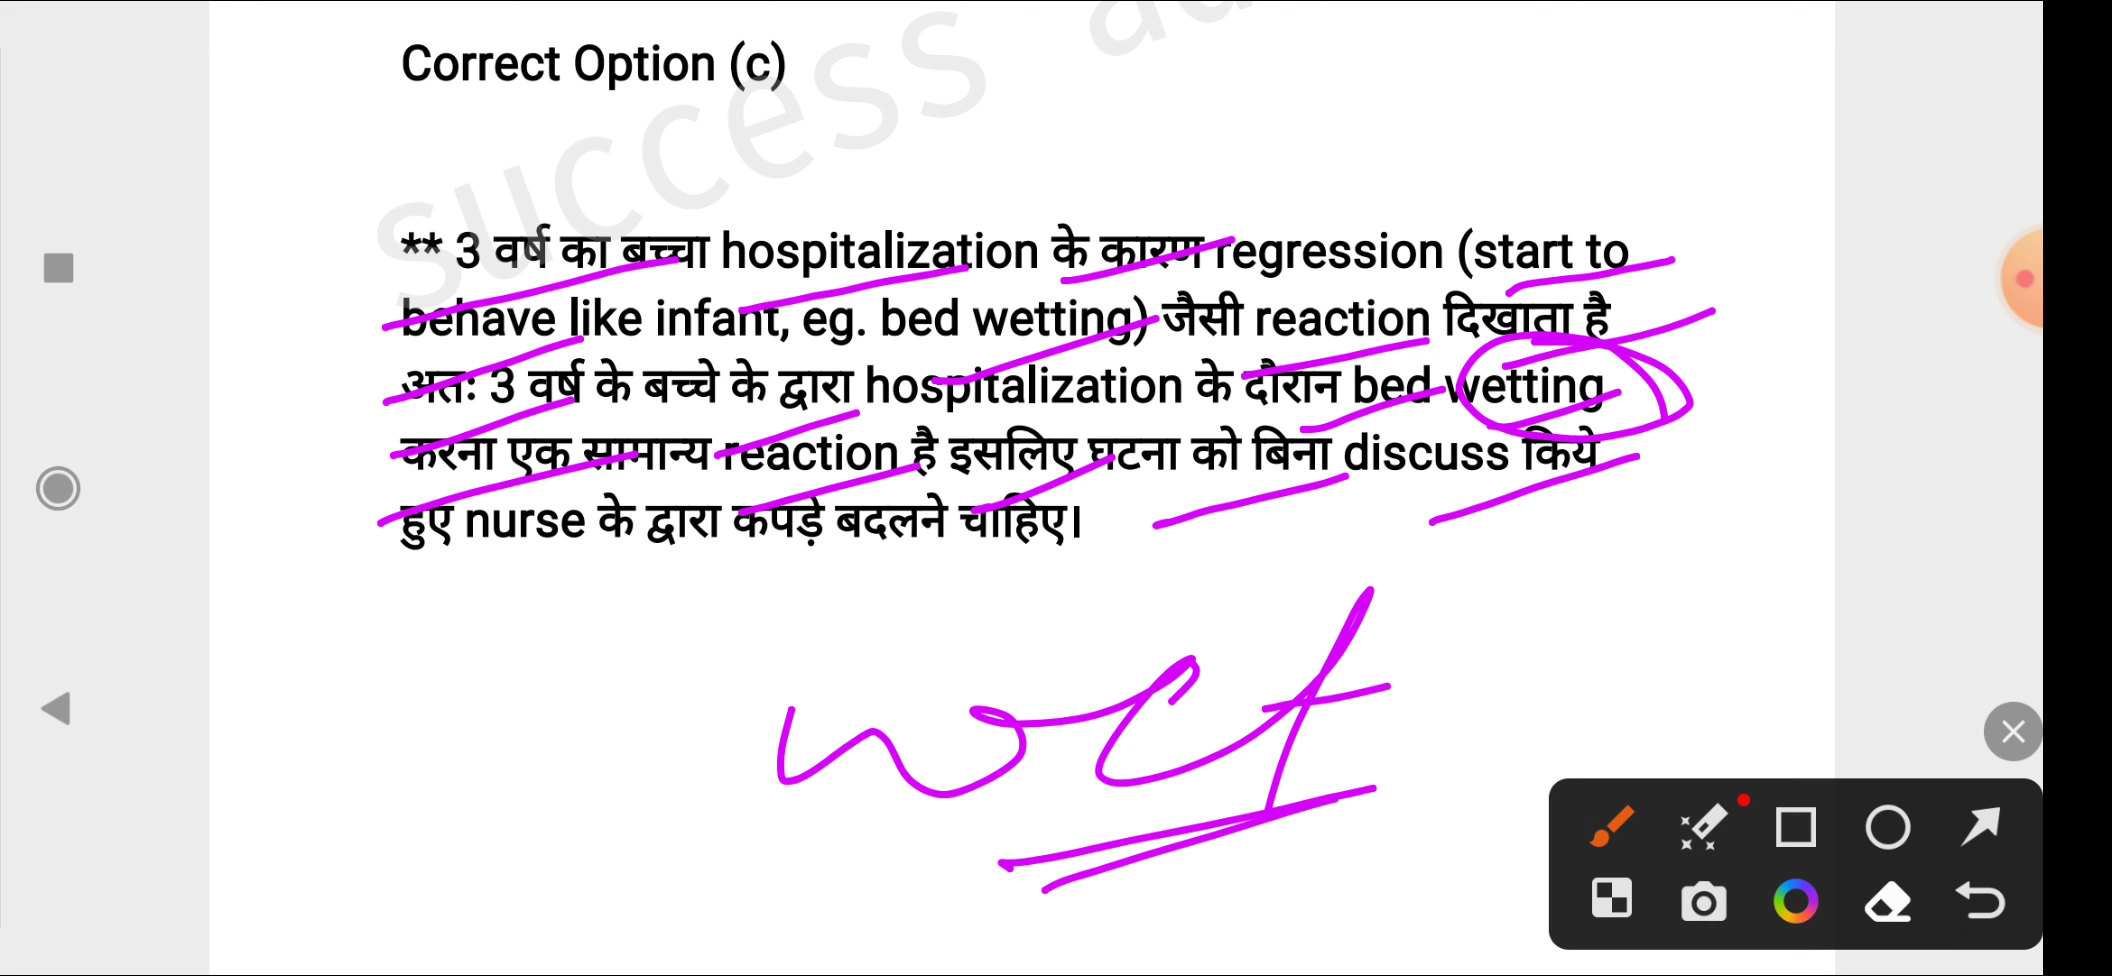 Correct Option (c)
success
** 3 वर्ष का बच्चा hospitalization के कारण regression (start to
behave like infant, eg. bed wetting) जैसी reaction दिखाता है
अतः 3 वर्ष के बच्चे के द्वारा hospitalization के दौरान bed wetting
करना एक सामान्य reaction है इसलिए घटना को बिना discuss किये
हुए nurse के द्वारा कपड़े बदलने चाहिए।
wet